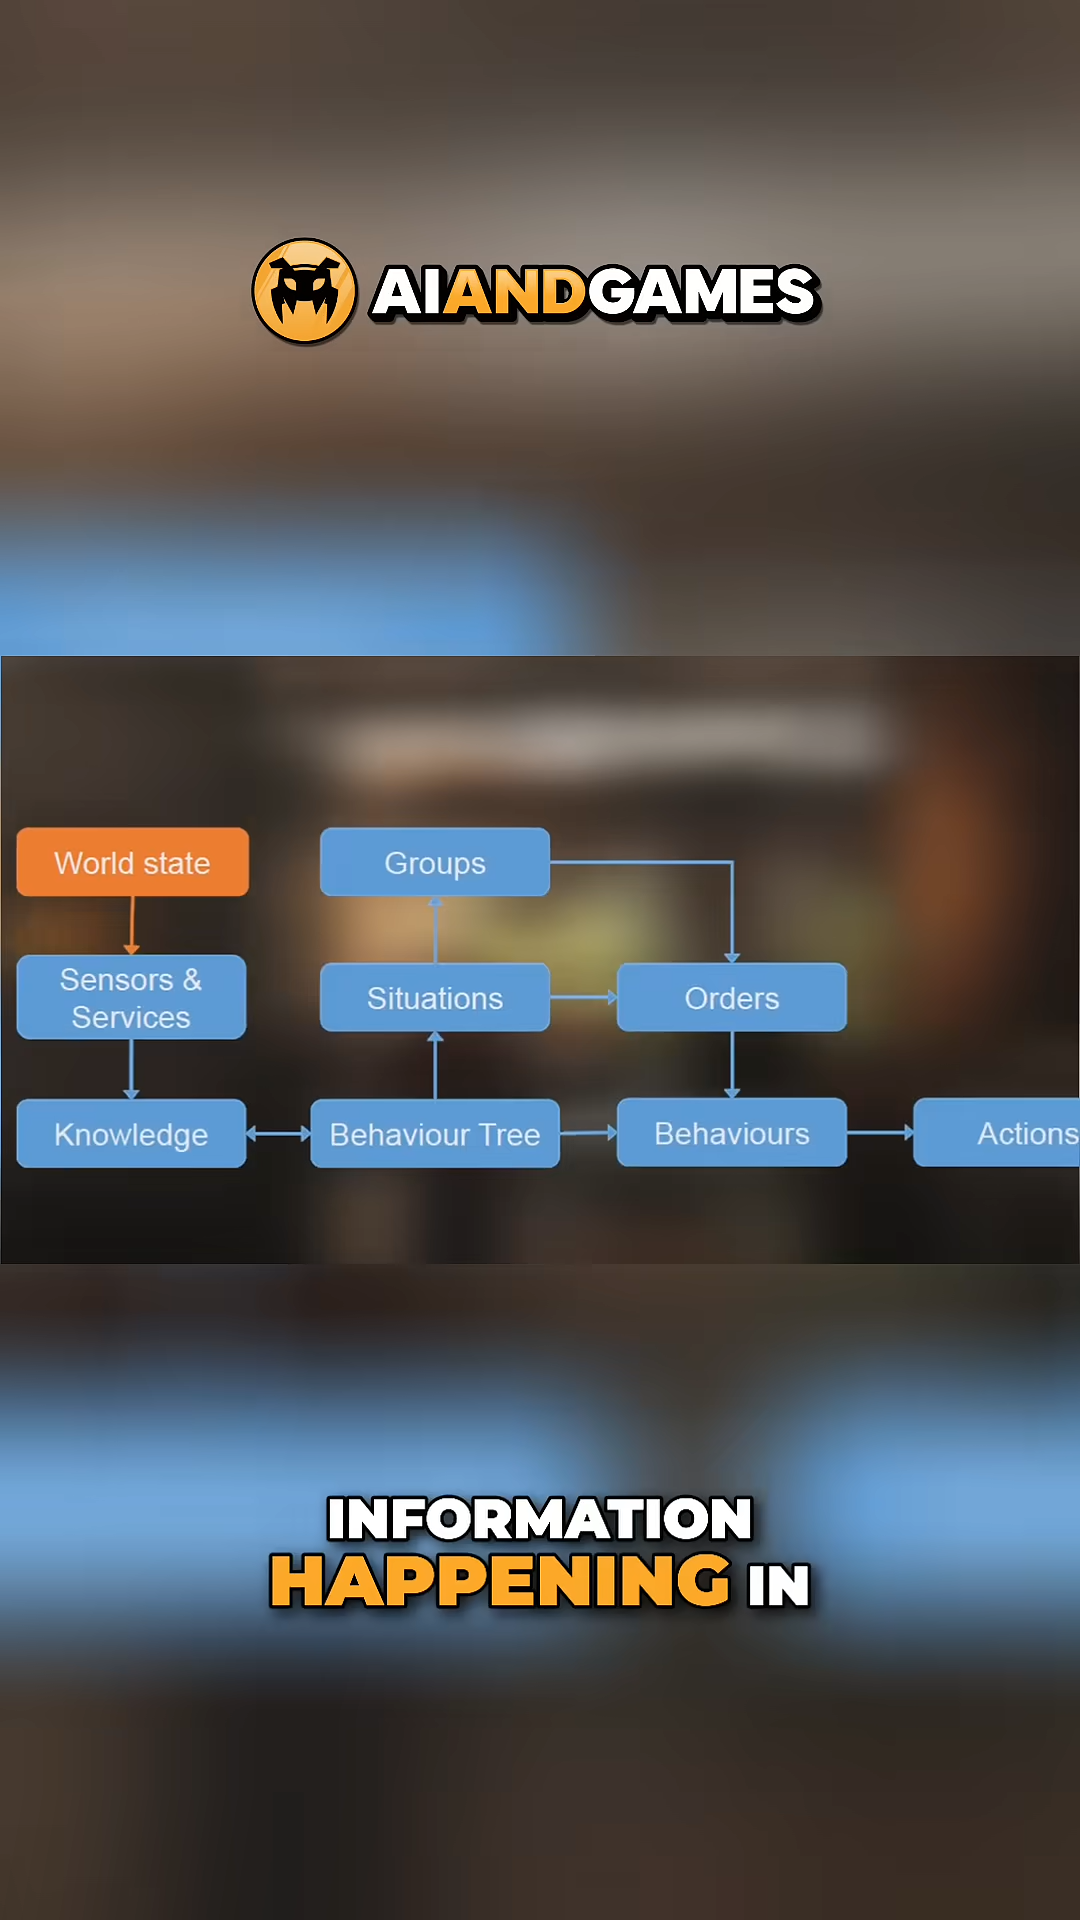 AIANDGAMES
World state
Groups
Sensors &
Services
Situations
Orders
Knowledge
Behaviour Tree
Behaviours
Actions
INFORMATION
HAPPENING IN